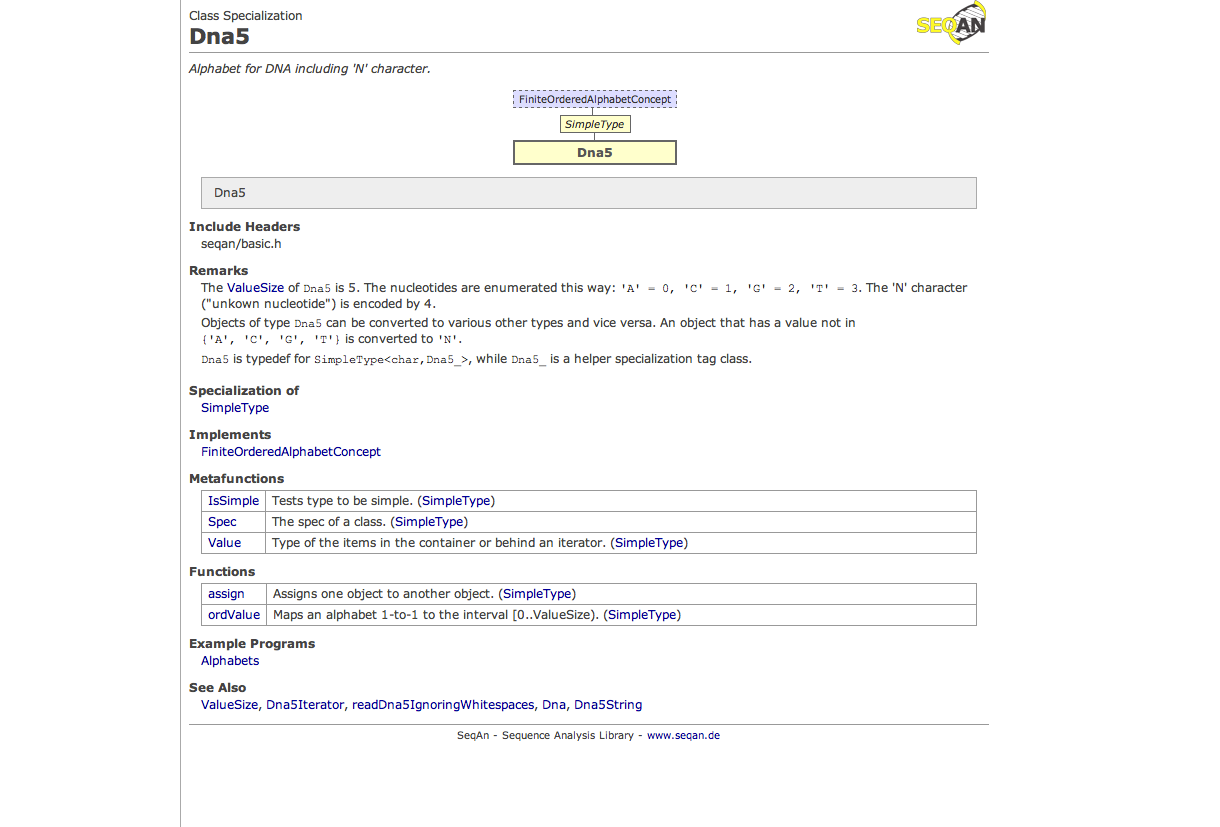 Class Specialization
Dna5
SEQAN
Alphabet for DNA including 'N' character.
FiniteOrderedAlphabetConcept
SimpleType
Dna5
Dna5
Include Headers
seqan/basic.h
Remarks
The ValueSize of Dna5 is 5. The nucleotides are enumerated this way: 'A' = 0, 'C' = 1, 'G' = 2, 'T' = 3. The 'N' character
("unkown nucleotide") is encoded by 4.
Objects of type Dna5 can be converted to various other types and vice versa. An object that has a value not in
{'A', 'C', 'G', 'T'} is converted to 'N'.
Dna5 is typedef for SimpleType<char,Dna5_>, while Dna5_ is a helper specialization tag class.
Specialization of
SimpleType
Implements
FiniteOrderedAlphabetConcept
Metafunctions
IsSimple Tests type to be simple. (SimpleType)
Spec The spec of a class. (SimpleType)
Value Type of the items in the container or behind an iterator. (SimpleType)
Functions
assign Assigns one object to another object. (SimpleType)
ordValue Maps an alphabet 1-to-1 to the interval [0..ValueSize). (SimpleType)
Example Programs
Alphabets
See Also
ValueSize, Dna5Iterator, readDna5IgnoringWhitespaces, Dna, Dna5String
SeqAn - Sequence Analysis Library - www.seqan.de